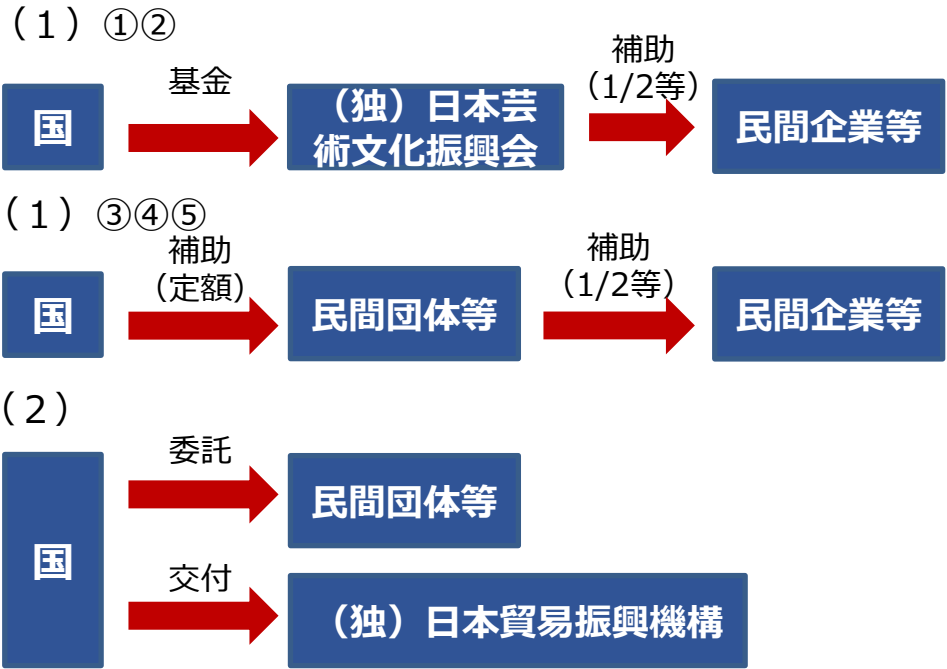 （1）①②
基金
補助
（1/2等）
国
（独）日本芸
術文化振興会
民間企業等
（1）③④⑤
補助
（定額）
補助
（1/2等）
国
民間団体等
民間企業等
（2）
委託
民間団体等
国
交付
（独）日本貿易振興機構